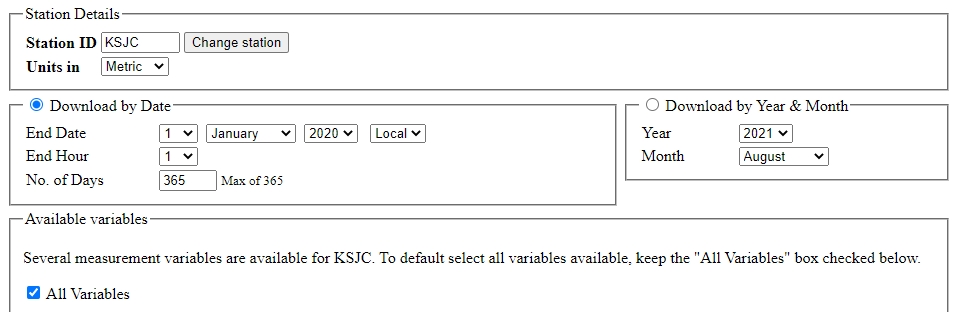 Station Details
Station ID KSJC Change station
Units in Metric
Download by Date
End Date 1 January 2020 Local
End Hour 1
No. of Days 365 Max of 365
Download by Year & Month
Year 2021
Month August
Available variables
Several measurement variables are available for KSJC. To default select all variables available, keep the "All Variables" box checked below.
All Variables